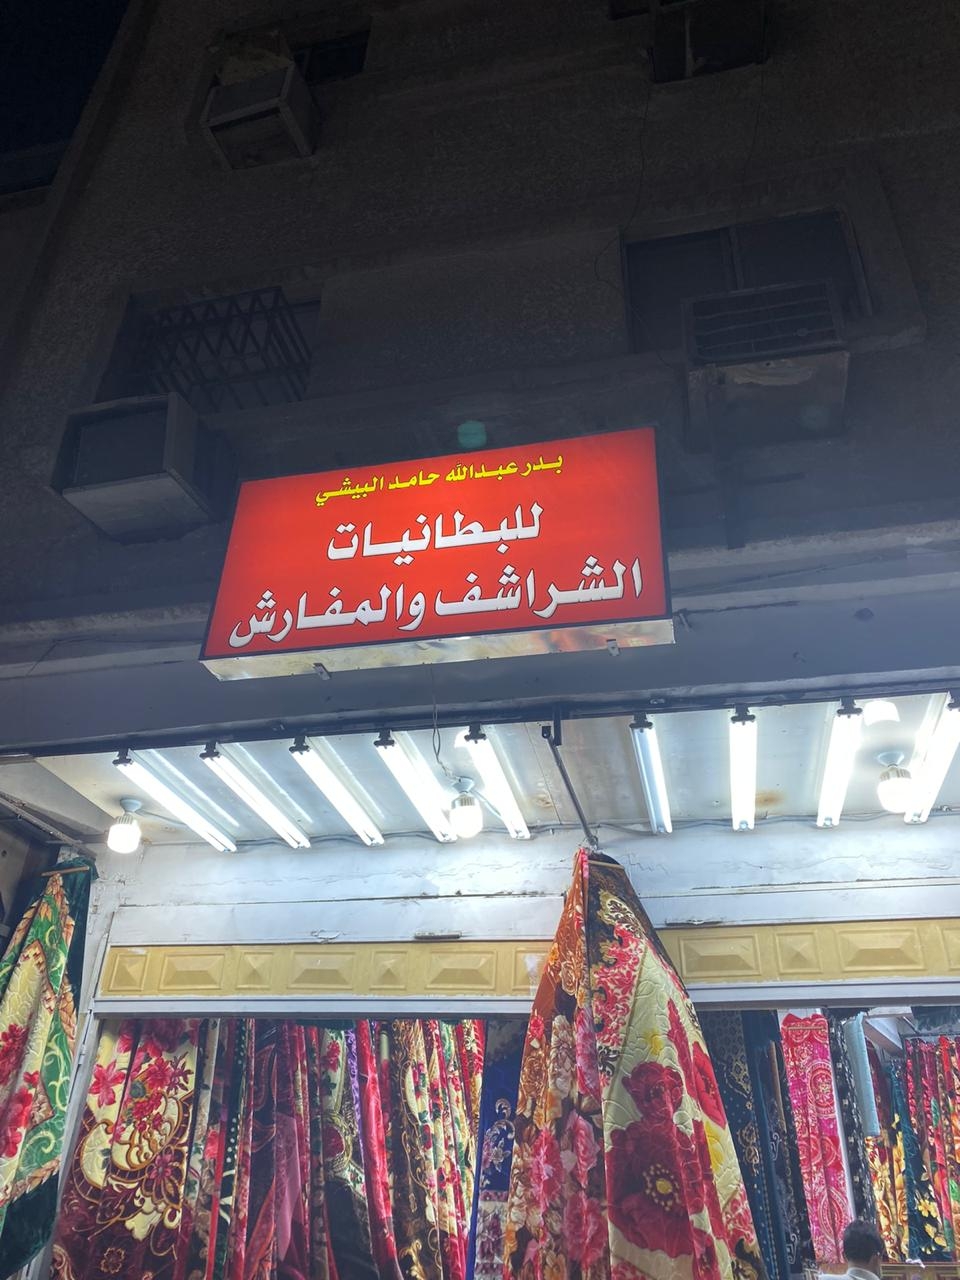 بدر عبدالله حامد البيشي
للبطانيات
الشراشف والمفارش